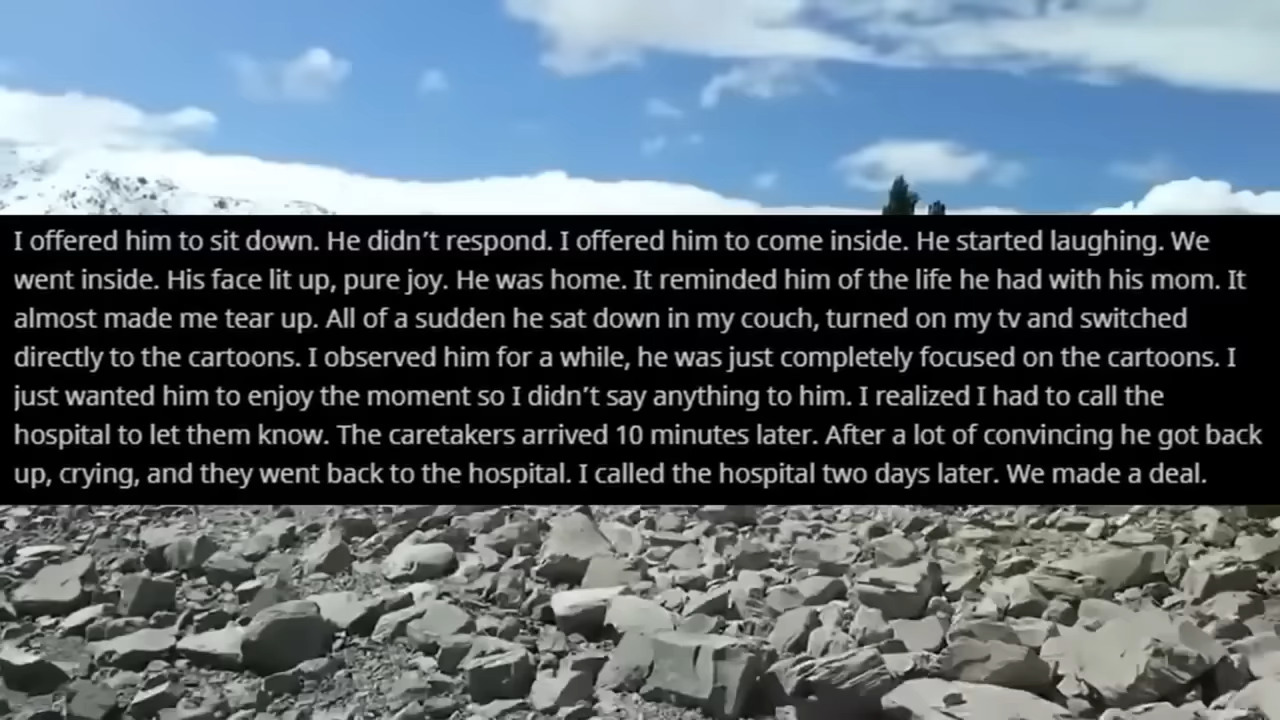 I offered him to sit down. He didn’t respond. I offered him to come inside. He started laughing. We
went inside. His face lit up, pure joy. He was home. It reminded him of the life he had with his mom. It
almost made me tear up. All of a sudden he sat down in my couch, turned on my tv and switched
directly to the cartoons. I observed him for a while, he was just completely focused on the cartoons. I
just wanted him to enjoy the moment so I didn’t say anything to him. I realized I had to call the
hospital to let them know. The caretakers arrived 10 minutes later. After a lot of convincing he got back
up, crying, and they went back to the hospital. I called the hospital two days later. We made a deal.